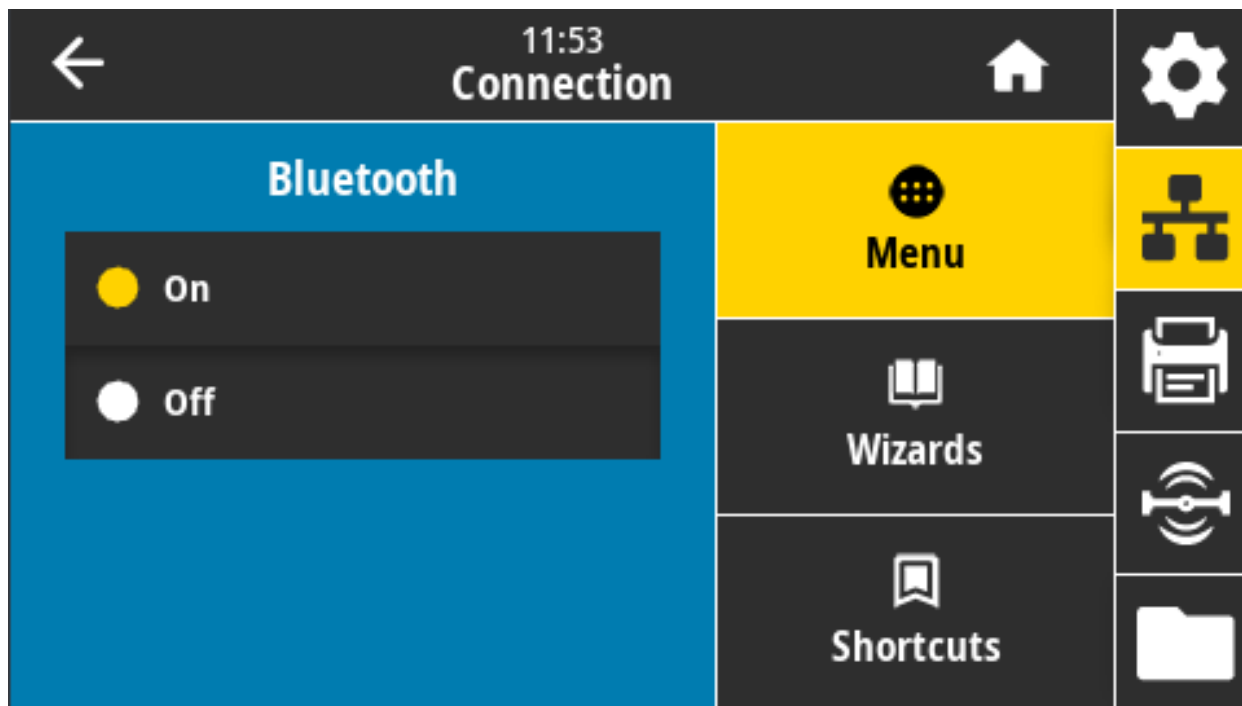 11:53
Connection
Bluetooth
On
Off
Menu
Wizards
Shortcuts